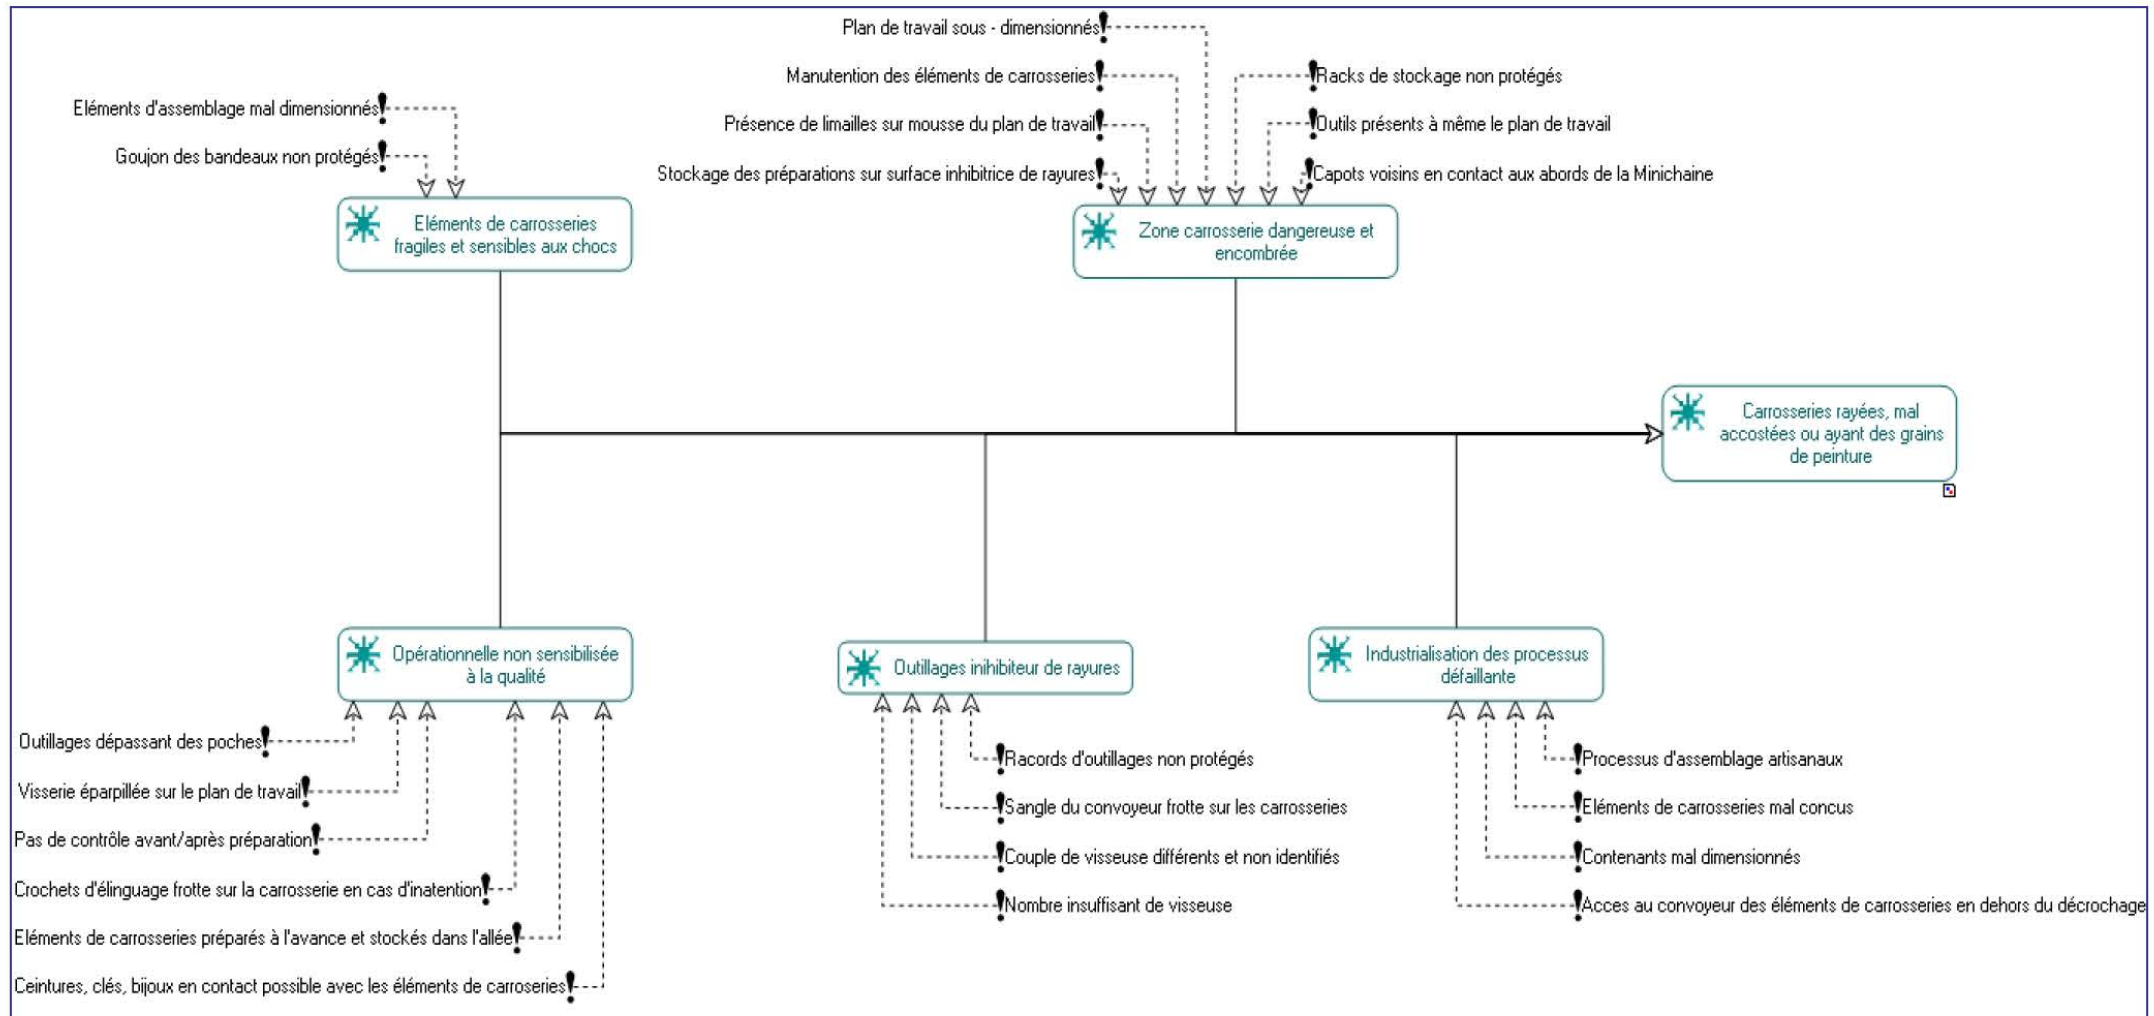 Plan de travail sous - dimensionnés
Manutention des éléments de carrosseries
Présence de limailles sur mousse du plan de travail
Stockage des préparations sur surface inhibitrice de rayures
Racks de stockage non protégés
Outils présents à même le plan de travail
Capots voisins en contact aux abords de la Minichaine
Eléments d'assemblage mal dimensionnés
Goujon des bandeaux non protégés
Eléments de carrosseries
fragiles et sensibles aux chocs
Zone carrosserie dangereuse et
encombrée
Carrosseries rayées, mal
accostées ou ayant des grains
de peinture
Opérationnelle non sensibilisée
à la qualité
Outillages inihibiteur de rayures
Industrialisation des processus
défaillante
Outillages dépassant des poches
Visserie éparpillée sur le plan de travail
Pas de contrôle avant/après préparation
Crochets d'élinguage frotte sur la carrosserie en cas d'inatention
Eléments de carrosseries préparés à l'avance et stockés dans l'allée
Ceintures, clés, bijoux en contact possible avec les éléments de carroseries
Racords d'outillages non protégés
Sangle du convoyeur frotte sur les carrosseries
Couple de visseuse différents et non identifiés
Nombre insuffisant de visseuse
Processus d'assemblage artisanaux
Eléments de carrosseries mal concus
Contenants mal dimensionnés
Acces au convoyeur des éléments de carrosseries en dehors du décrochage